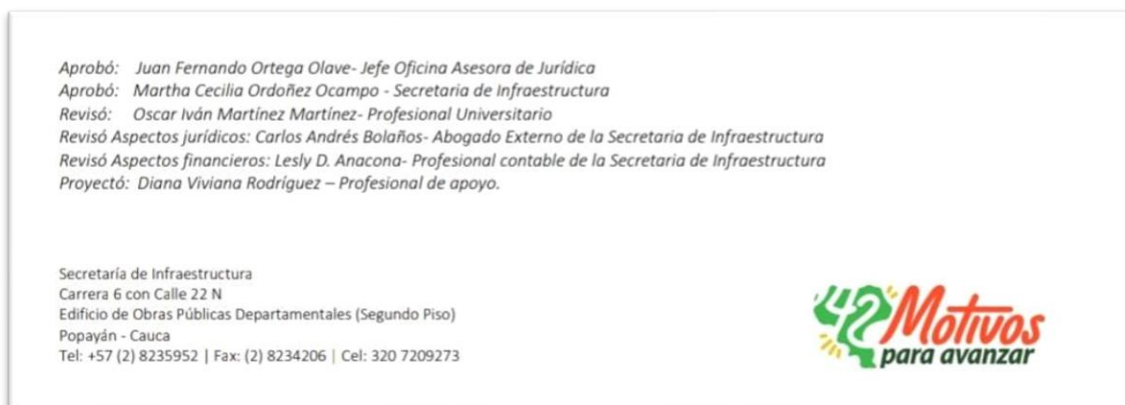 Aprobó: Juan Fernando Ortega Olave- Jefe Oficina Asesora de Jurídica
Aprobó: Martha Cecilia Ordoñez Ocampo - Secretaria de Infraestructura
Revisó: Oscar Iván Martínez Martínez- Profesional Universitario
Revisó Aspectos jurídicos: Carlos Andrés Bolaños- Abogado Externo de la Secretaria de Infraestructura
Revisó Aspectos financieros: Lesly D. Anacona- Profesional contable de la Secretaria de Infraestructura
Proyectó: Diana Viviana Rodríguez – Profesional de apoyo.
Secretaría de Infraestructura
Carrera 6 con Calle 22 N
Edificio de Obras Públicas Departamentales (Segundo Piso)
Popayán - Cauca
Tel: +57 (2) 8235952 | Fax: (2) 8234206 | Cel: 320 7209273
42 Motivos
para avanzar